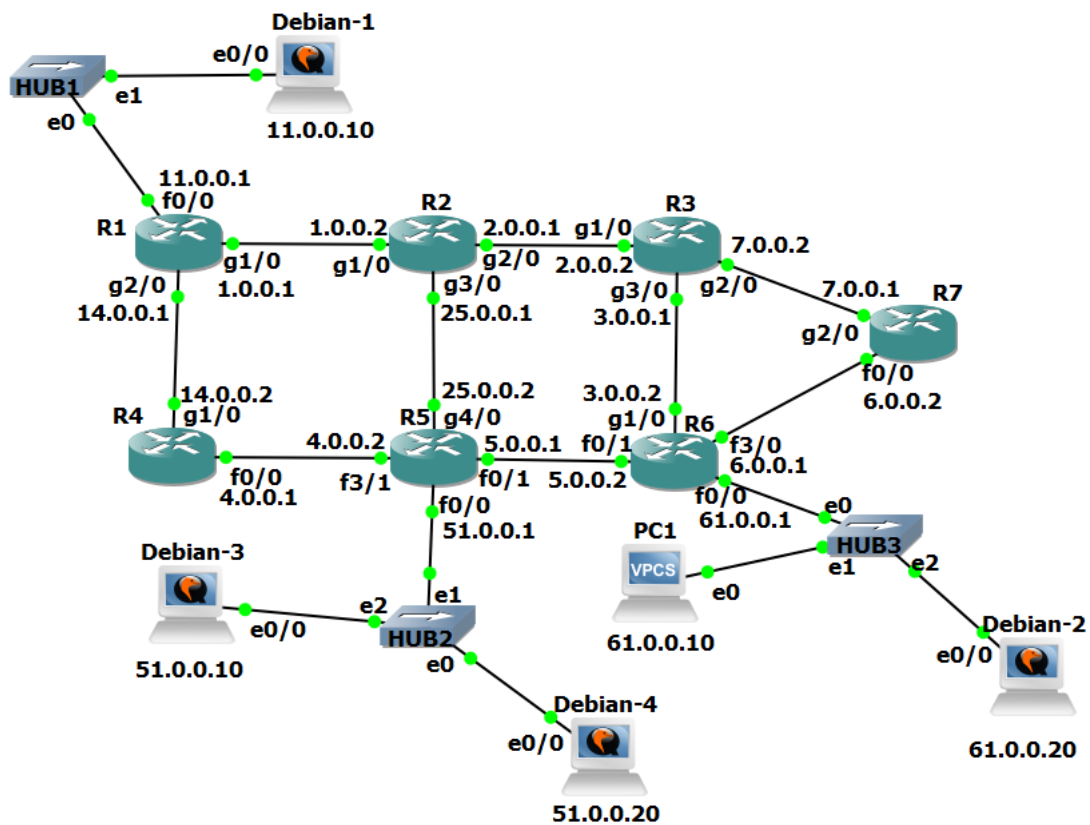 Debian-1
e0/0
HUB1
e1
e0
11.0.0.10
11.0.0.1
f0/0
R1
R2
R3
1.0.0.2
2.0.0.1
g1/0
7.0.0.2
g1/0
g1/0
g2/0
2.0.0.2
g2/0
1.0.0.1
g2/0
14.0.0.1
g3/0
25.0.0.1
g3/0
3.0.0.1
7.0.0.1
R7
g2/0
f0/0
6.0.0.2
14.0.0.2
g1/0
R4
25.0.0.2
g4/0
R5
3.0.0.2
g1/0
R6
4.0.0.2
5.0.0.1
f0/1
f3/0
6.0.0.1
f0/0
4.0.0.1
f3/1
f0/1
5.0.0.2
f0/0
61.0.0.1
f0/0
51.0.0.1
e0
HUB3
e1
e2
PC1
VPCS
e0
61.0.0.10
Debian-3
e0/0
e2
e1
HUB2
e0
51.0.0.10
Debian-2
e0/0
61.0.0.20
Debian-4
e0/0
51.0.0.20